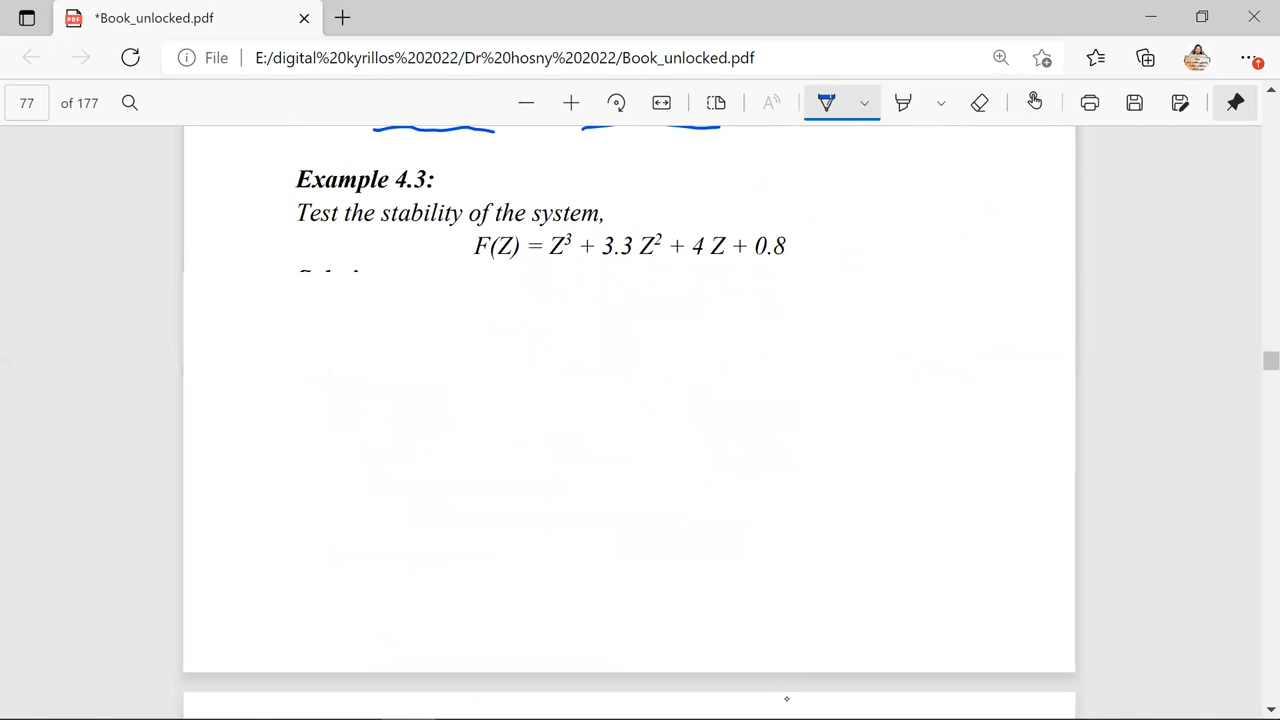 *Book_unlocked.pdf
File
E:/digital%20kyrillos%202022/Dr%20hosny%202022/Book_unlocked.pdf
77
of 177
Example 4.3:
Test the stability of the system,
F(Z) = Z³ + 3.3 Z² + 4 Z + 0.8